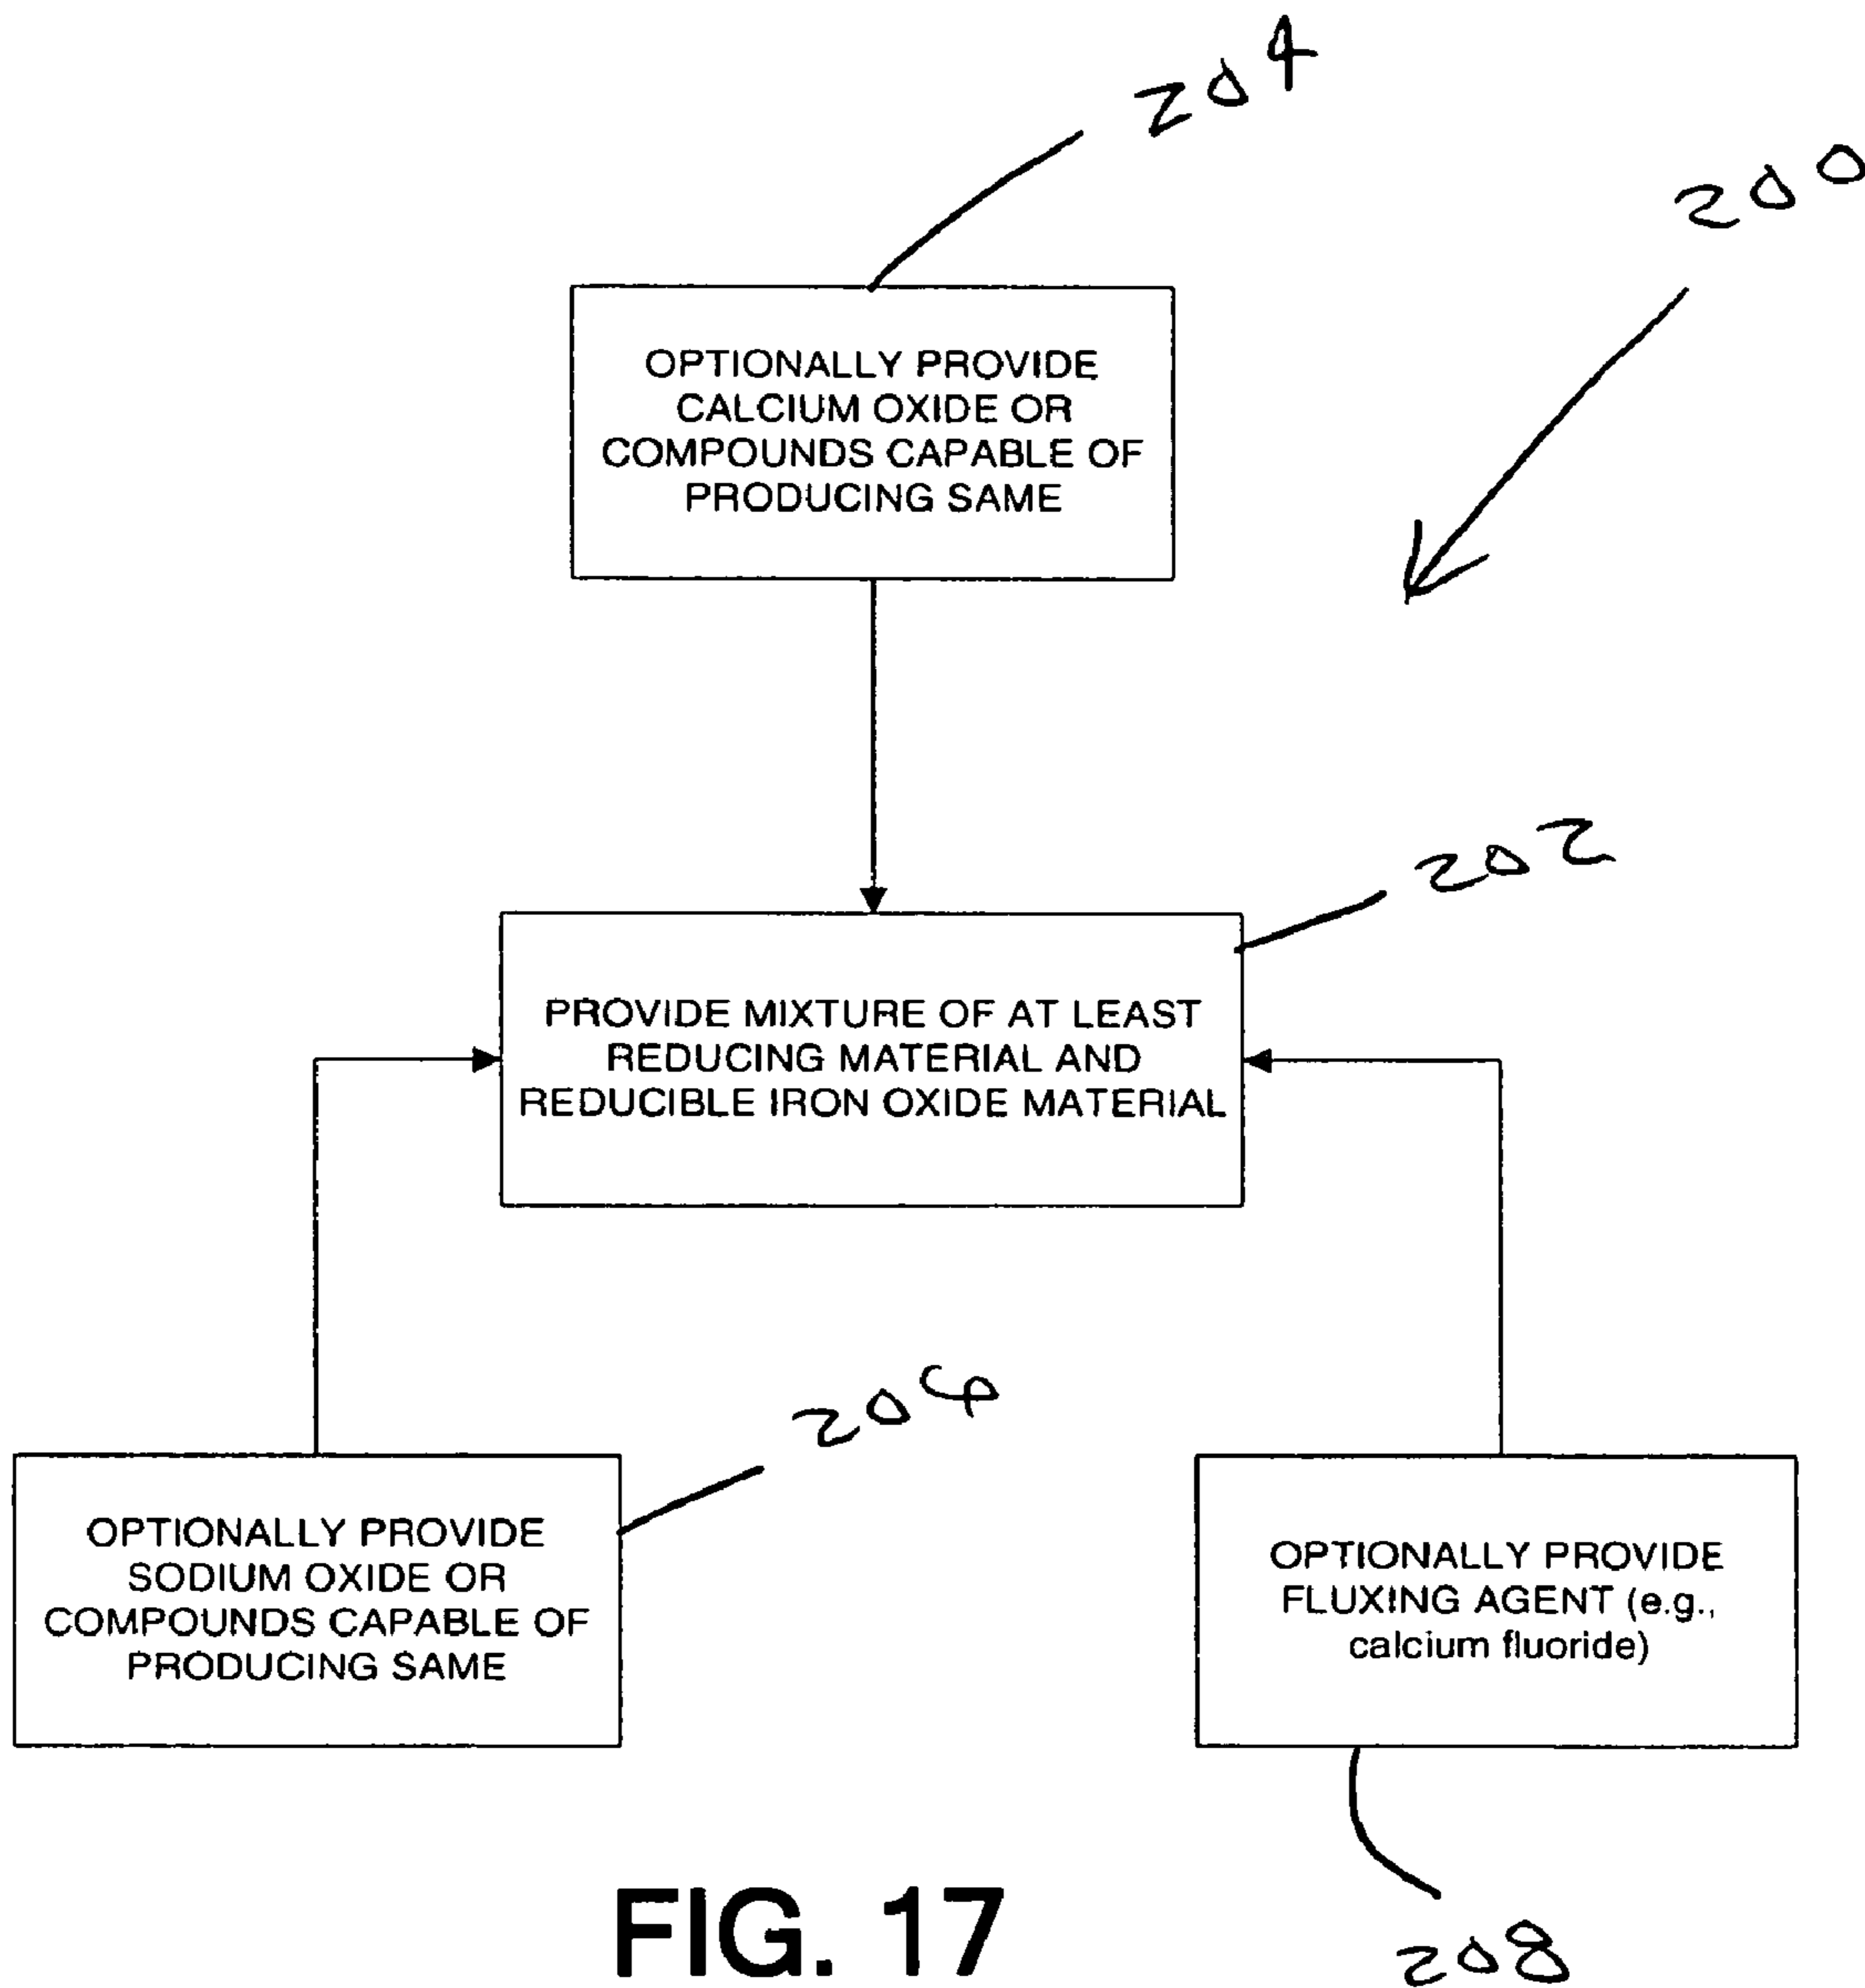 204
200
OPTIONALLY PROVIDE
CALCIUM OXIDE OR
COMPOUNDS CAPABLE OF
PRODUCING SAME
202
PROVIDE MIXTURE OF AT LEAST
REDUCING MATERIAL AND
REDUCIBLE IRON OXIDE MATERIAL
206
OPTIONALLY PROVIDE
SODIUM OXIDE OR
COMPOUNDS CAPABLE OF
PRODUCING SAME
OPTIONALLY PROVIDE
FLUXING AGENT (e.g.,
calcium fluoride)
208
FIG. 17